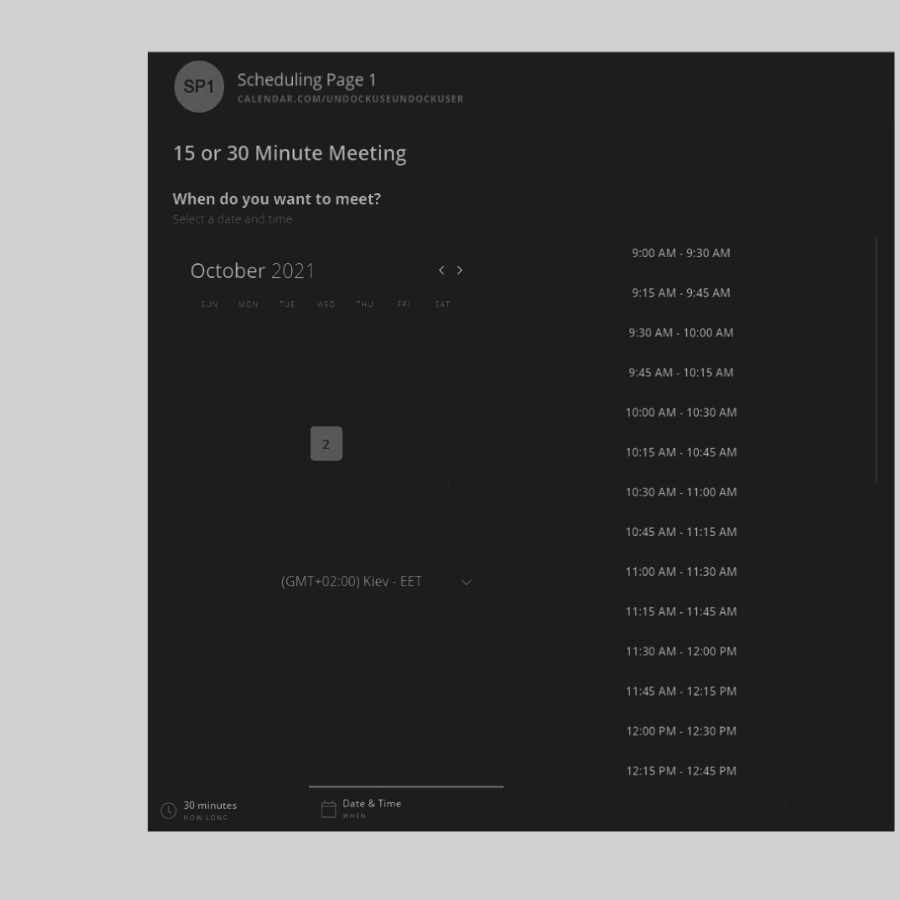 SP1
Scheduling Page 1
CALENDAR.COM/UNDOCKUSEUNDOCKUSER
15 or 30 Minute Meeting
When do you want to meet?
Select a date and time
October 2021
SUN MON TUE WED THU FRI SAT
2
(GMT+02:00) Kiev - EET
9:00 AM - 9:30 AM
9:15 AM - 9:45 AM
9:30 AM - 10:00 AM
9:45 AM - 10:15 AM
10:00 AM - 10:30 AM
10:15 AM - 10:45 AM
10:30 AM - 11:00 AM
10:45 AM - 11:15 AM
11:00 AM - 11:30 AM
11:15 AM - 11:45 AM
11:30 AM - 12:00 PM
11:45 AM - 12:15 PM
12:00 PM - 12:30 PM
12:15 PM - 12:45 PM
30 minutes
HOW LONG
Date & Time
WHEN